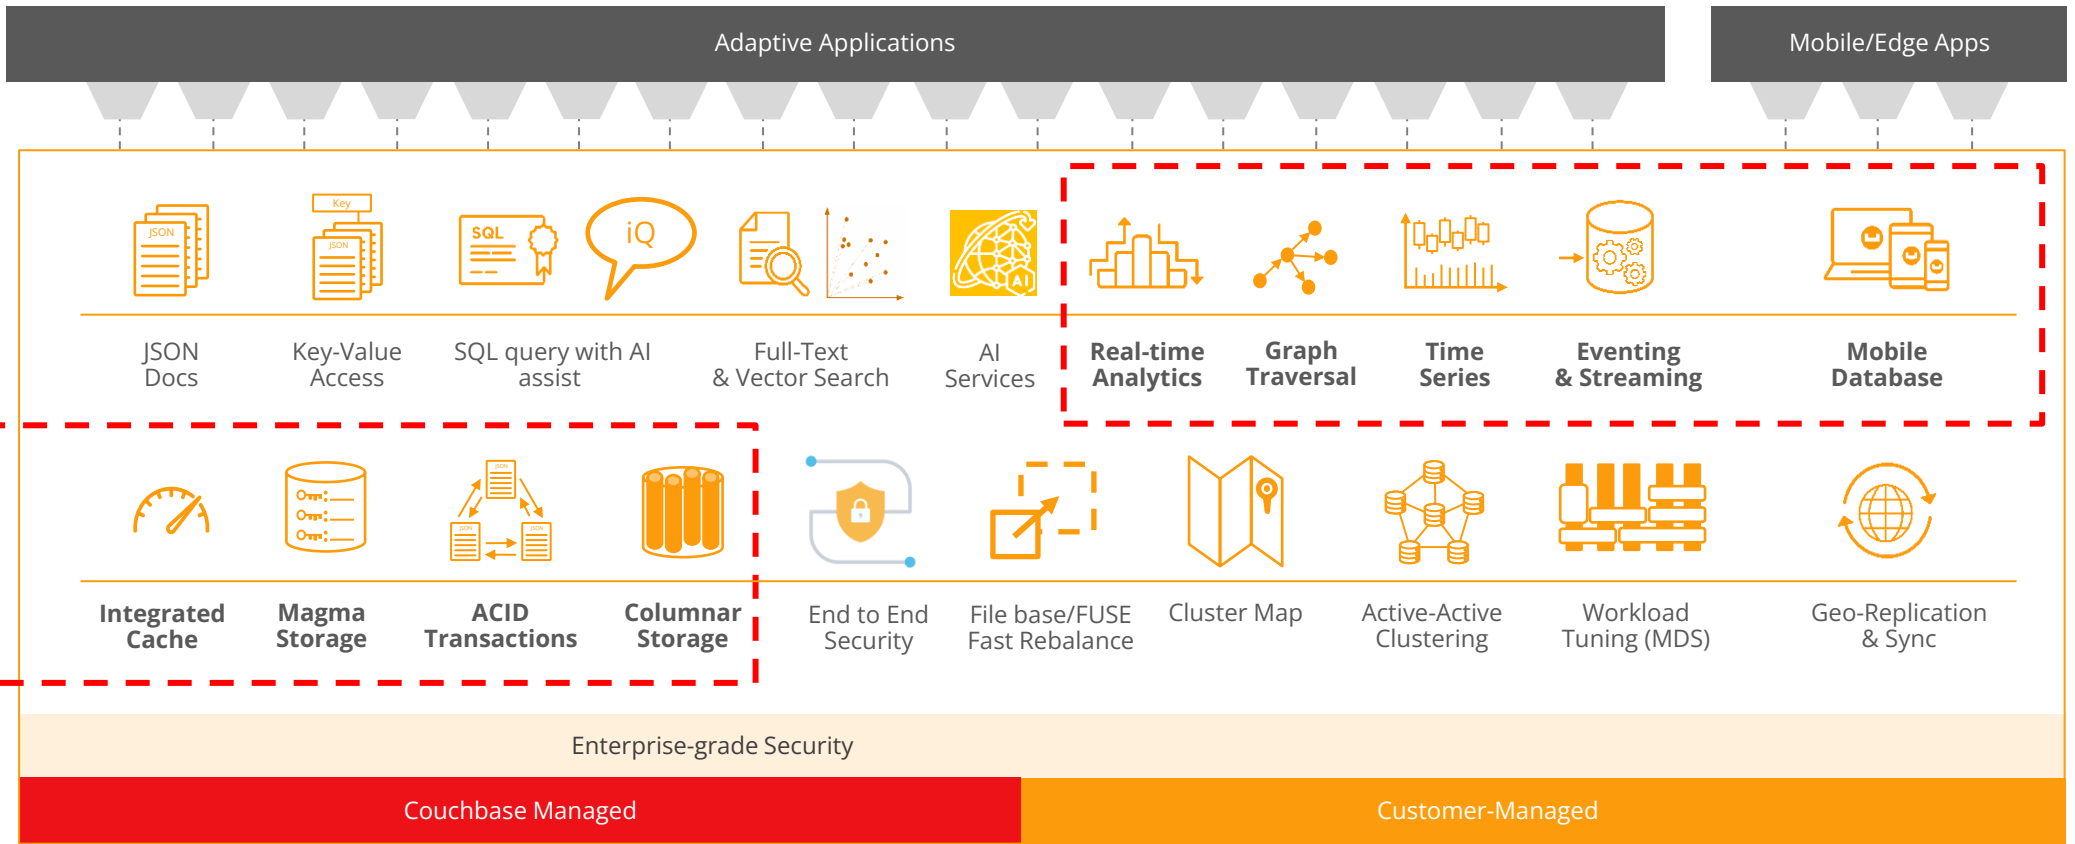 Adaptive Applications
Mobile/Edge Apps
Key
JSON
JSON
SQL
iQ
AI
JSON
Docs
Key-Value
Access
SQL query with AI
assist
Full-Text
& Vector Search
AI
Services
Real-time
Analytics
Graph
Traversal
Time
Series
Eventing
& Streaming
Mobile
Database
JSON
JSON
JSON
Integrated
Cache
Magma
Storage
ACID
Transactions
Columnar
Storage
End to End
Security
File base/FUSE
Fast Rebalance
Cluster Map
Active-Active
Clustering
Workload
Tuning (MDS)
Geo-Replication
& Sync
Enterprise-grade Security
Couchbase Managed
Customer-Managed